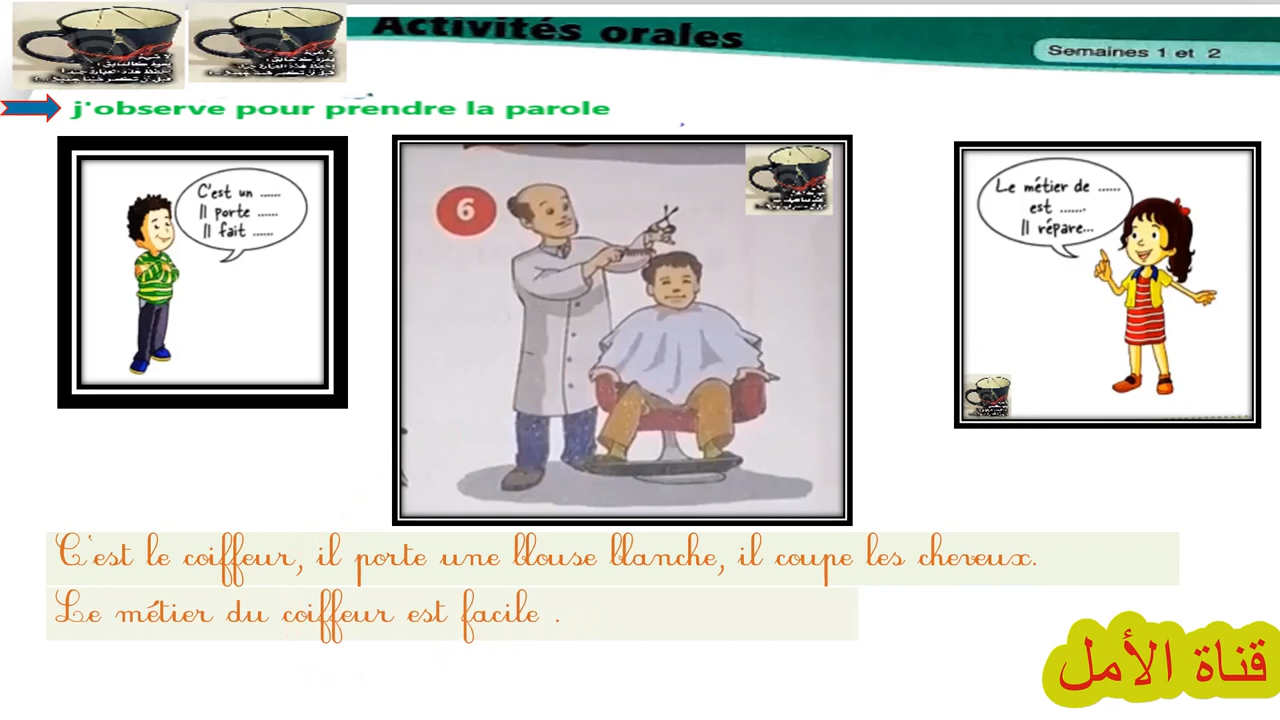 Activités orales
Semaines 1 et 2
j'observe pour prendre la parole
C'est un ......
Il porte ......
Il fait ......
6
Le métier de ......
est .......
Il répare...
C'est le coiffeur, il porte une blouse blanche, il coupe les cheveux.
Le métier du coiffeur est facile .
قناة الأمل